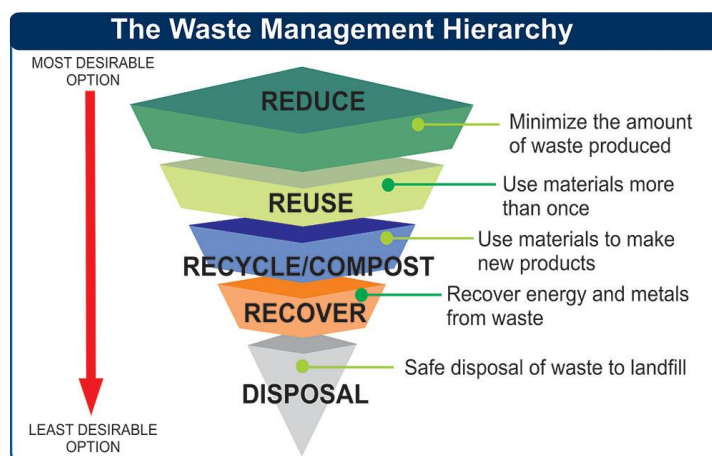 The Waste Management Hierarchy
MOST DESIRABLE
OPTION
REDUCE
Minimize the amount
of waste produced
REUSE
Use materials more
than once
RECYCLE/COMPOST
Use materials to make
new products
RECOVER
Recover energy and metals
from waste
DISPOSAL
Safe disposal of waste to landfill
LEAST DESIRABLE
OPTION